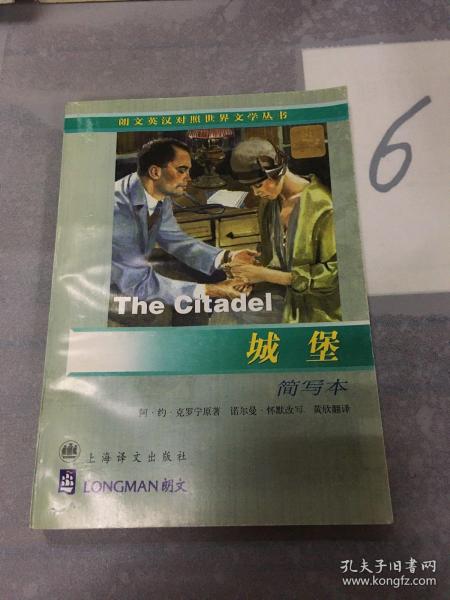 6
朗文英汉对照世界文学丛书
The Citadel
城堡
简写本
阿·约·克罗宁原著 诺尔曼·怀默改写 黄欣翻译
上海译文出版社
LONGMAN朗文
孔夫子旧书网
www.kongfz.com